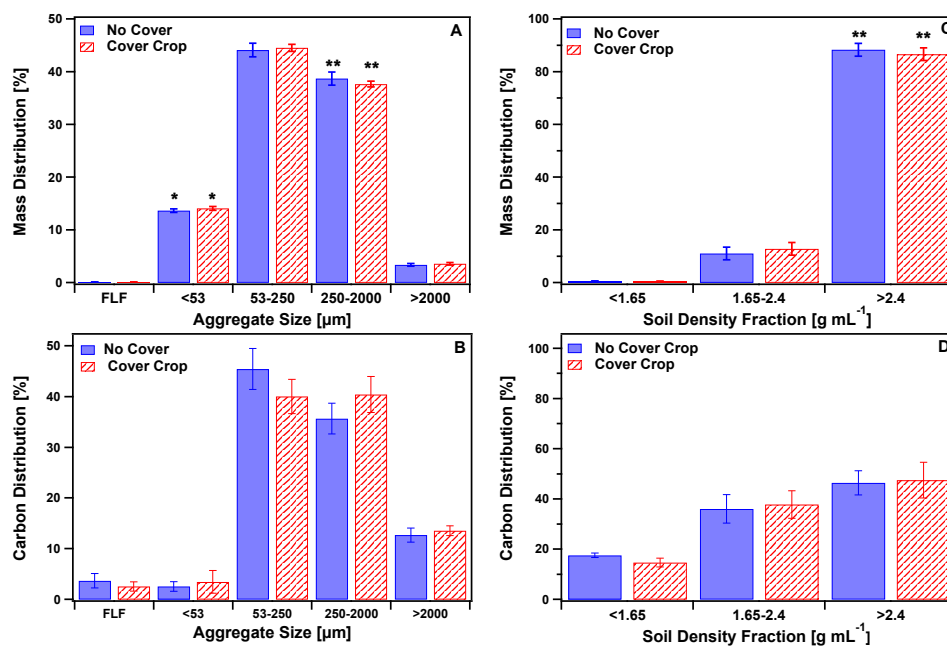 No Cover
Cover Crop
A
Mass Distribution [%]
50
40
30
20
10
0
*
*
**
**
FLF
<53
53-250
250-2000
>2000
Aggregate Size [µm]
No Cover
Cover Crop
C
Mass Distribution [%]
100
80
60
40
20
0
**
**
<1.65
1.65-2.4
>2.4
Soil Density Fraction [g mL⁻¹]
No Cover
Cover Crop
B
Carbon Distribution [%]
50
40
30
20
10
0
FLF
<53
53-250
250-2000
>2000
Aggregate Size [µm]
No Cover Crop
Cover Crop
D
Carbon Distribution [%]
100
80
60
40
20
0
<1.65
1.65-2.4
>2.4
Soil Density Fraction [g mL⁻¹]